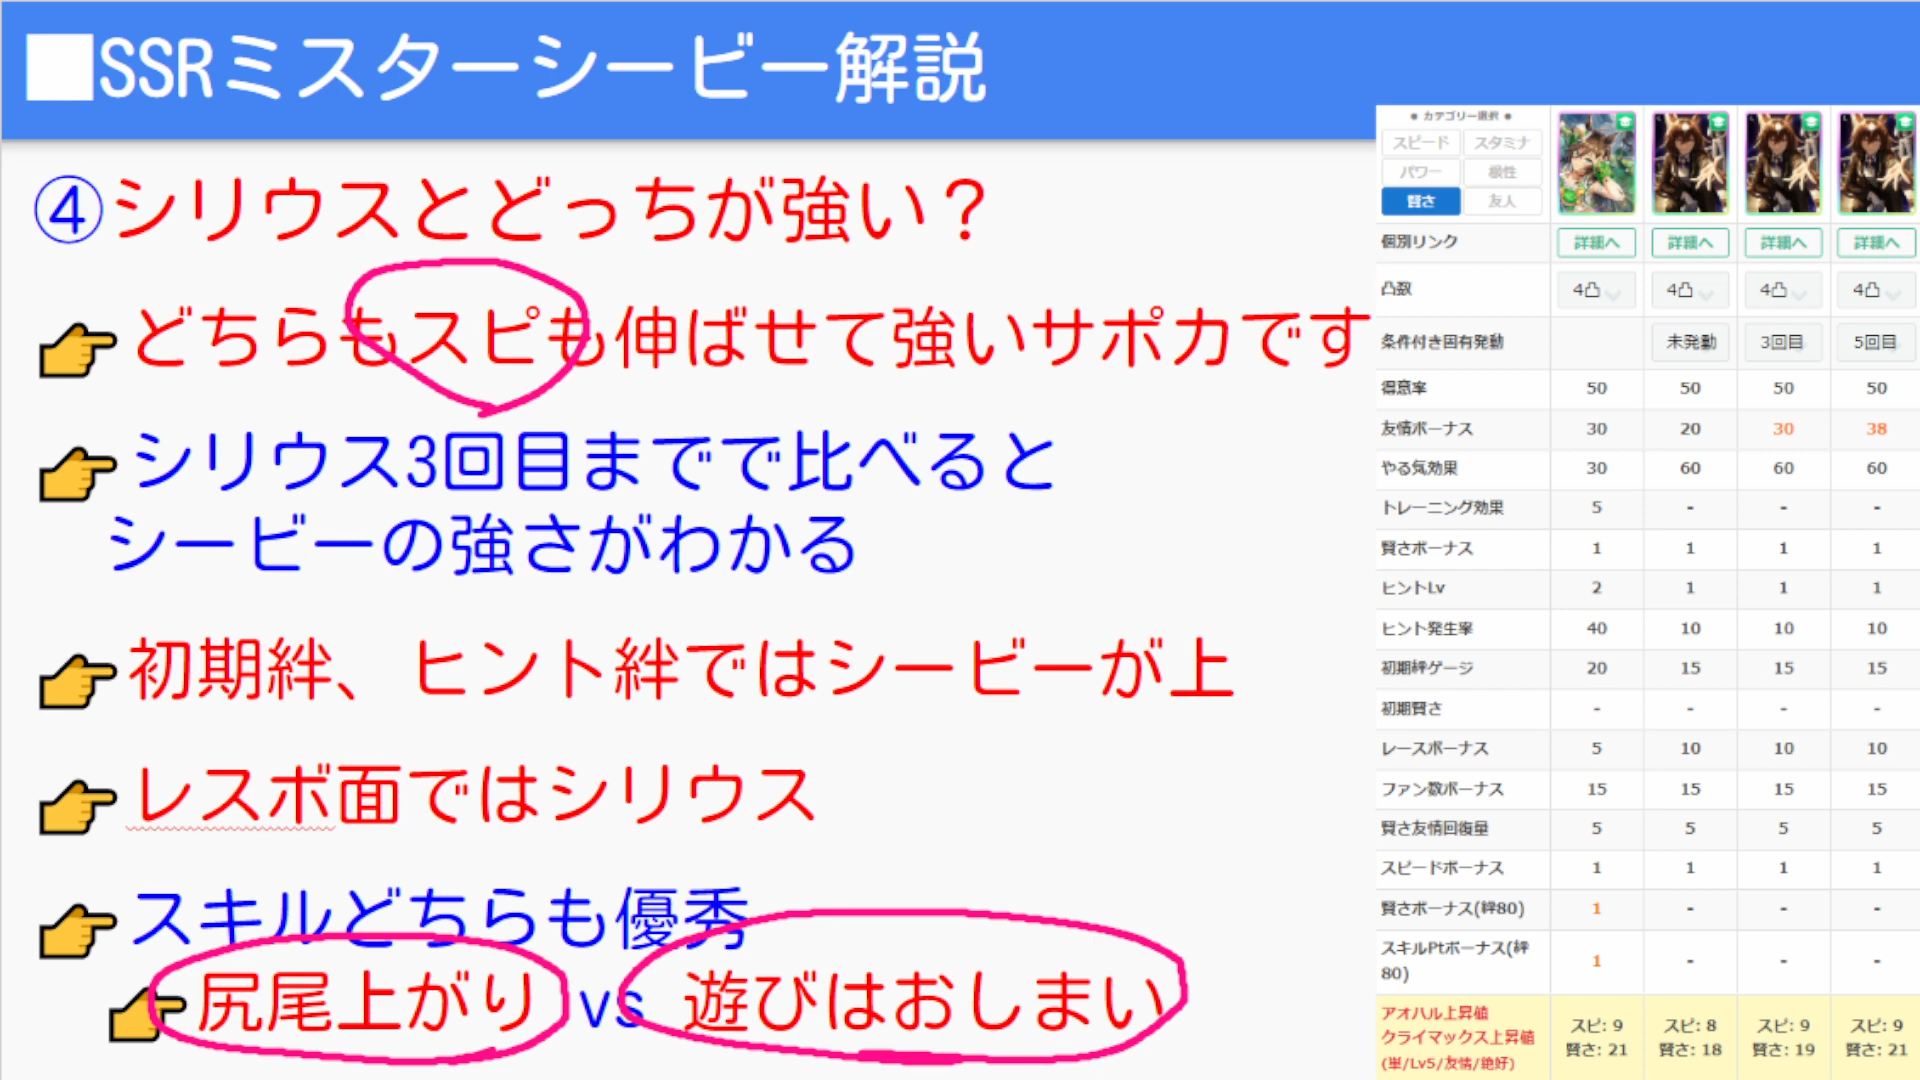 ■SSRミスターシービー解説
④シリウスとどっちが強い？
どちらもスピも伸ばせて強いサポカです
シリウス3回目までで比べると
シービーの強さがわかる
初期絆、ヒント絆ではシービーが上
レスボ面ではシリウス
スキルどちらも優秀
尻尾上がり vs 遊びはおしまい
● カテゴリー選択 ●
スピード スタミナ
パワー 根性
賢さ 友人
個別リンク 詳細へ 詳細へ 詳細へ 詳細へ
凸数 4凸 4凸 4凸 4凸
条件付き固有発動 未発動 3回目 5回目
得意率 50 50 50 50
友情ボーナス 30 20 30 38
やる気効果 30 60 60 60
トレーニング効果 5 - - -
賢さボーナス 1 1 1 1
ヒントLv 2 1 1 1
ヒント発生率 40 10 10 10
初期絆ゲージ 20 15 15 15
初期賢さ - - - -
レースボーナス 5 10 10 10
ファン数ボーナス 15 15 15 15
賢さ友情回復量 5 5 5 5
スピードボーナス 1 1 1 1
賢さボーナス(絆80) 1 - - -
スキルPtボーナス(絆
80) 1 - - -
アオハル上昇値
クライマックス上昇値
(単/Lv5/友情/絶好)
スピ: 9 スピ: 8 スピ: 9 スピ: 9
賢さ: 21 賢さ: 18 賢さ: 19 賢さ: 21